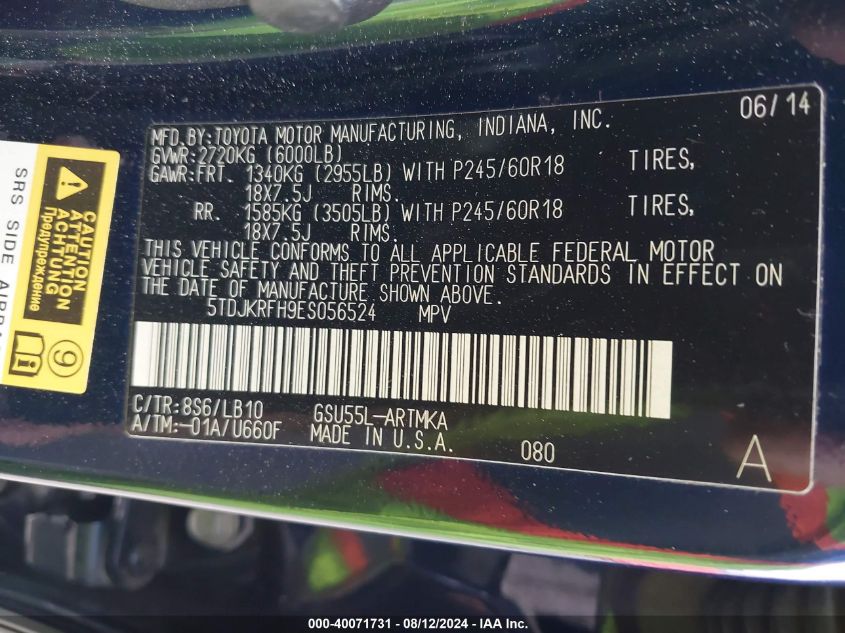 06/14
MFD.BY:TOYOTA MOTOR MANUFACTURING, INDIANA, INC.
GVWR:2720KG (6000LB)
GAWR:FRT. 1340KG (2955LB) WITH P245/60R18 TIRES,
18X7.5J RIMS.
RR. 1585KG (3505LB) WITH P245/60R18 TIRES,
18X7.5J RIMS.
THIS VEHICLE CONFORMS TO ALL APPLICABLE FEDERAL MOTOR
VEHICLE SAFETY AND THEFT PREVENTION STANDARDS IN EFFECT ON
THE DATE OF MANUFACTURE SHOWN ABOVE.
5TDJKRFH9ES056524 MPV
C/TR:8S6/LB10 GSU55L-ARTMKA
A/TM:-01A/U660F MADE IN U.S.A. 080 A
CAUTION
ATTENTION
ACHTUNG
Предупреждение
9
SRS SIDE
000-40071731 - 08/12/2024 - IAA Inc.